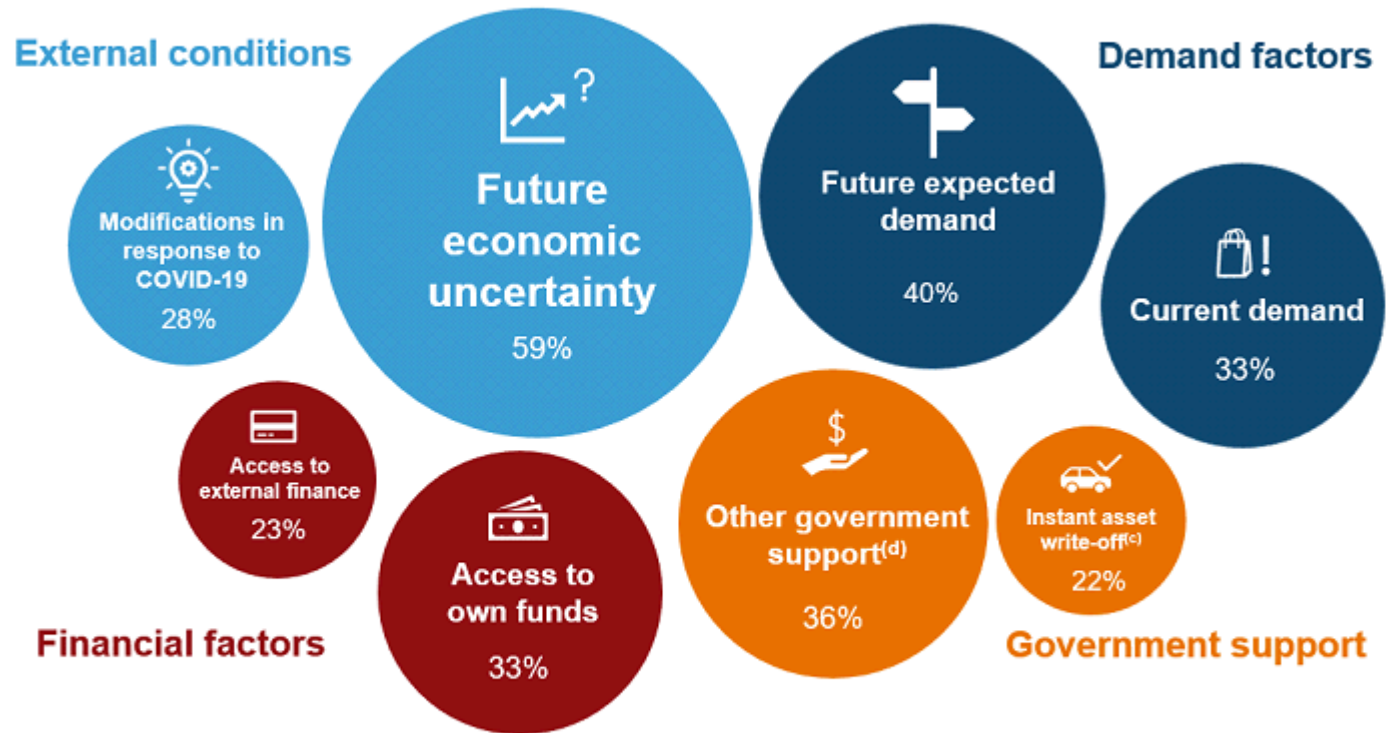 External conditions
Modifications in
response to
COVID-19
28%
?
Future
economic
uncertainty
59%
Demand factors
Future expected
demand
40%
!
Current demand
33%
Access to
external finance
23%
Access to
own funds
33%
Financial factors
$
Other government
support(d)
36%
Instant asset
write-off(c)
22%
Government support